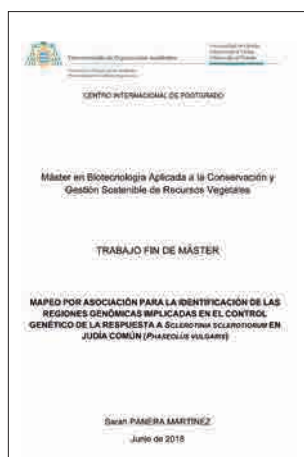 CENTRO INTERNACIONAL DE POSTGRADO
Máster en Biotecnología Aplicada a la Conservación y
Gestión Sostenible de Recursos Vegetales
TRABAJO FIN DE MÁSTER
MAPEO POR ASOCIACIÓN PARA LA IDENTIFICACIÓN DE LAS
REGIONES GENÓMICAS IMPLICADAS EN EL CONTROL
GENÉTICO DE LA RESPUESTA A SCLEROTINIA SCLEROTIORUM EN
JUDÍA COMÚN (PHASEOLUS VULGARIS)
Sarah PANERA MARTÍNEZ
Junio de 2018